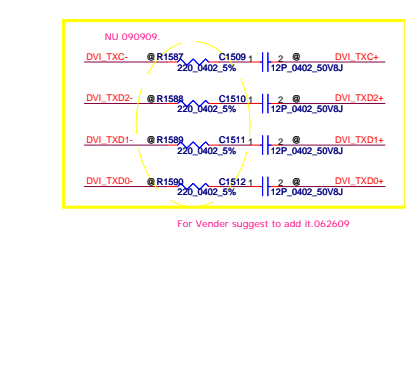 NU 090909.
DVI_TXC- @ R1587 C1509 1 2 @ DVI_TXC+
220_0402_5% 12P_0402_50V8J
DVI_TXD2- @ R1588 C1510 1 2 @ DVI_TXD2+
220_0402_5% 12P_0402_50V8J
DVI_TXD1- @ R1589 C1511 1 2 @ DVI_TXD1+
220_0402_5% 12P_0402_50V8J
DVI_TXD0- @ R1590 C1512 1 2 @ DVI_TXD0+
220_0402_5% 12P_0402_50V8J
For Vender suggest to add it.062609